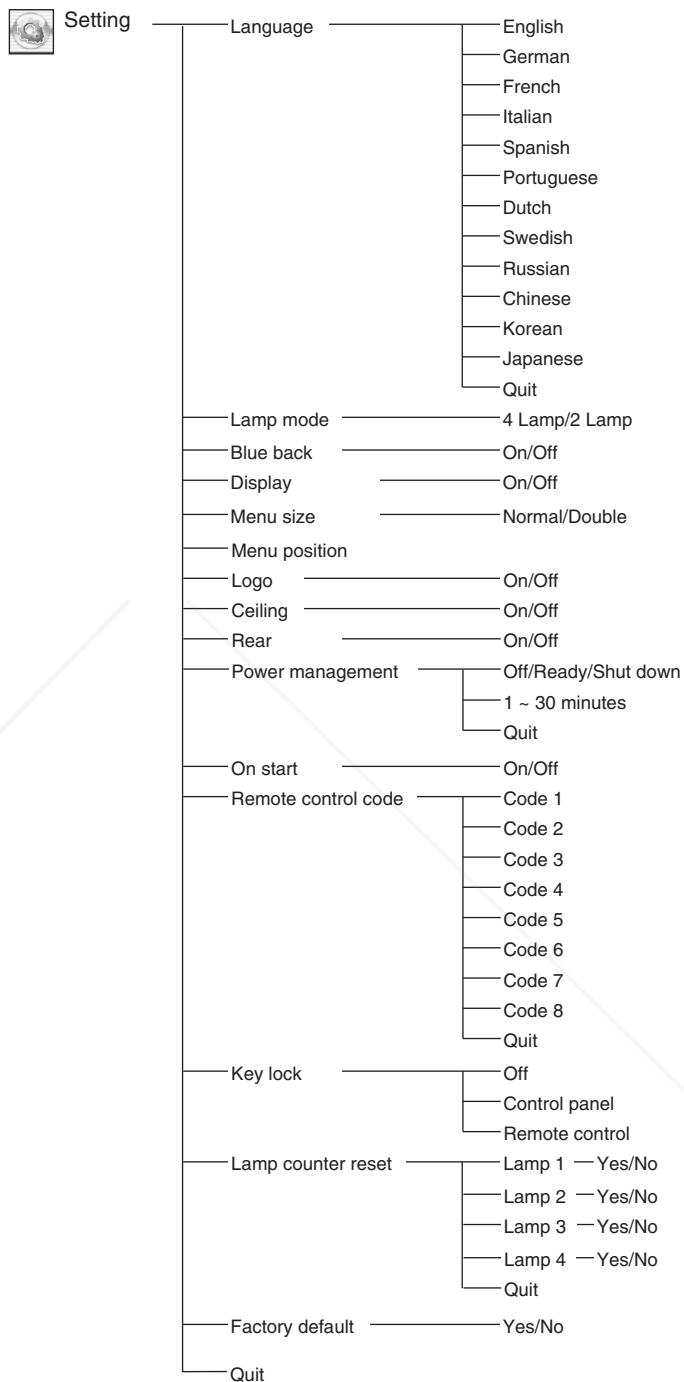 Setting Language English
German
French
Italian
Spanish
Portuguese
Dutch
Swedish
Russian
Chinese
Korean
Japanese
Quit
Lamp mode 4 Lamp/2 Lamp
Blue back On/Off
Display On/Off
Menu size Normal/Double
Menu position
Logo On/Off
Ceiling On/Off
Rear On/Off
Power management Off/Ready/Shut down
1 ~ 30 minutes
Quit
On start On/Off
Remote control code Code 1
Code 2
Code 3
Code 4
Code 5
Code 6
Code 7
Code 8
Quit
Key lock Off
Control panel
Remote control
Lamp counter reset Lamp 1 Yes/No
Lamp 2 Yes/No
Lamp 3 Yes/No
Lamp 4 Yes/No
Quit
Factory default Yes/No
Quit